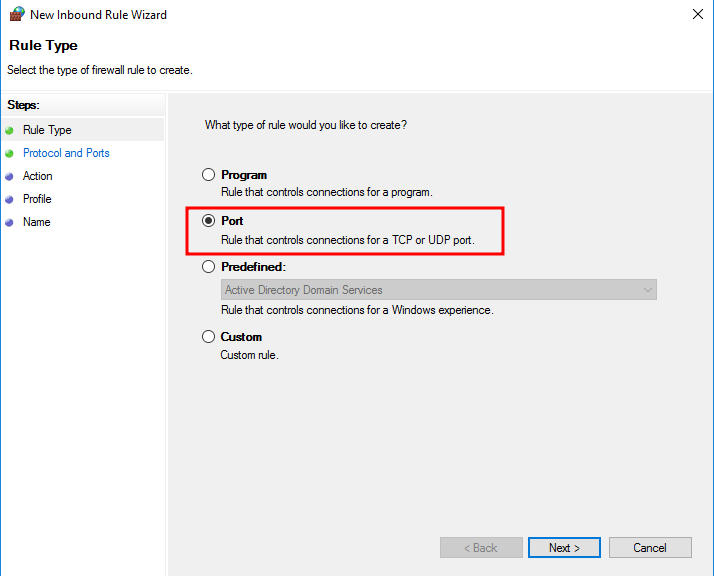 New Inbound Rule Wizard
Rule Type
Select the type of firewall rule to create.
Steps:
Rule Type
Protocol and Ports
Action
Profile
Name
What type of rule would you like to create?
Program
Rule that controls connections for a program.
Port
Rule that controls connections for a TCP or UDP port.
Predefined:
Active Directory Domain Services
Rule that controls connections for a Windows experience.
Custom
Custom rule.
< Back Next > Cancel